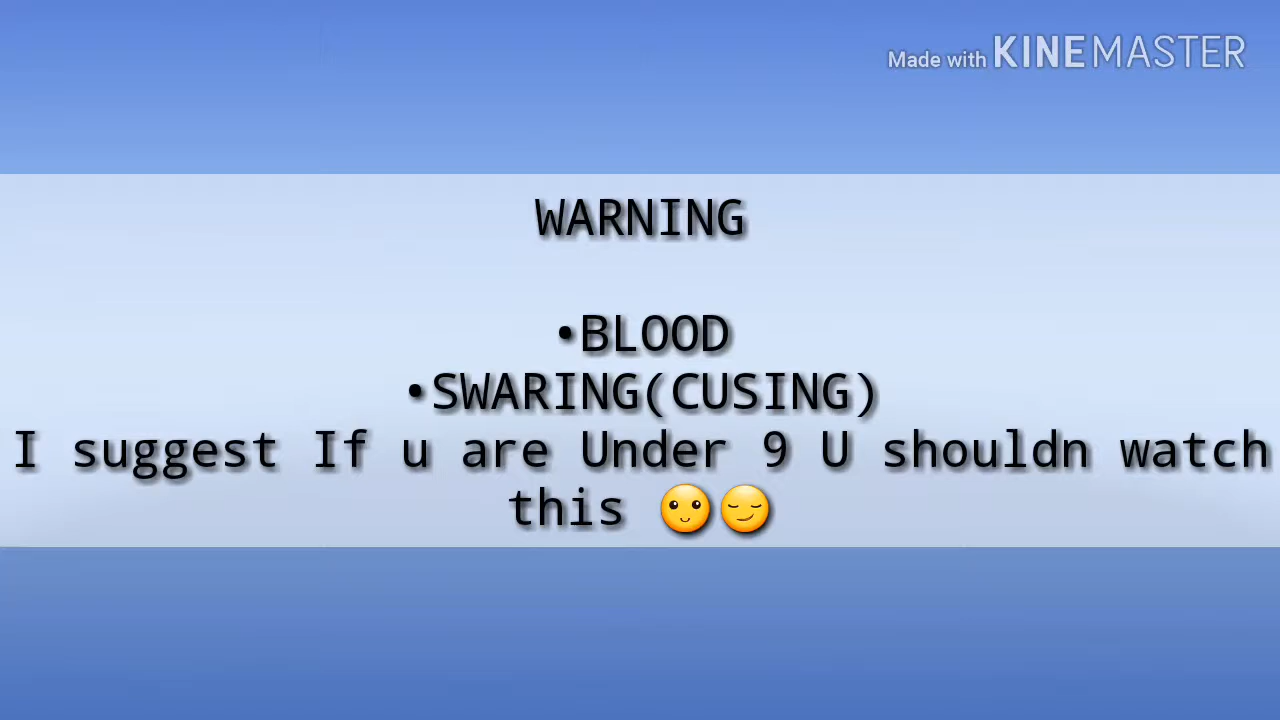 Made with KINEMASTER
WARNING
•BLOOD
•SWARING(CUSING)
I suggest If u are Under 9 U shouldn watch
this 🙂😏